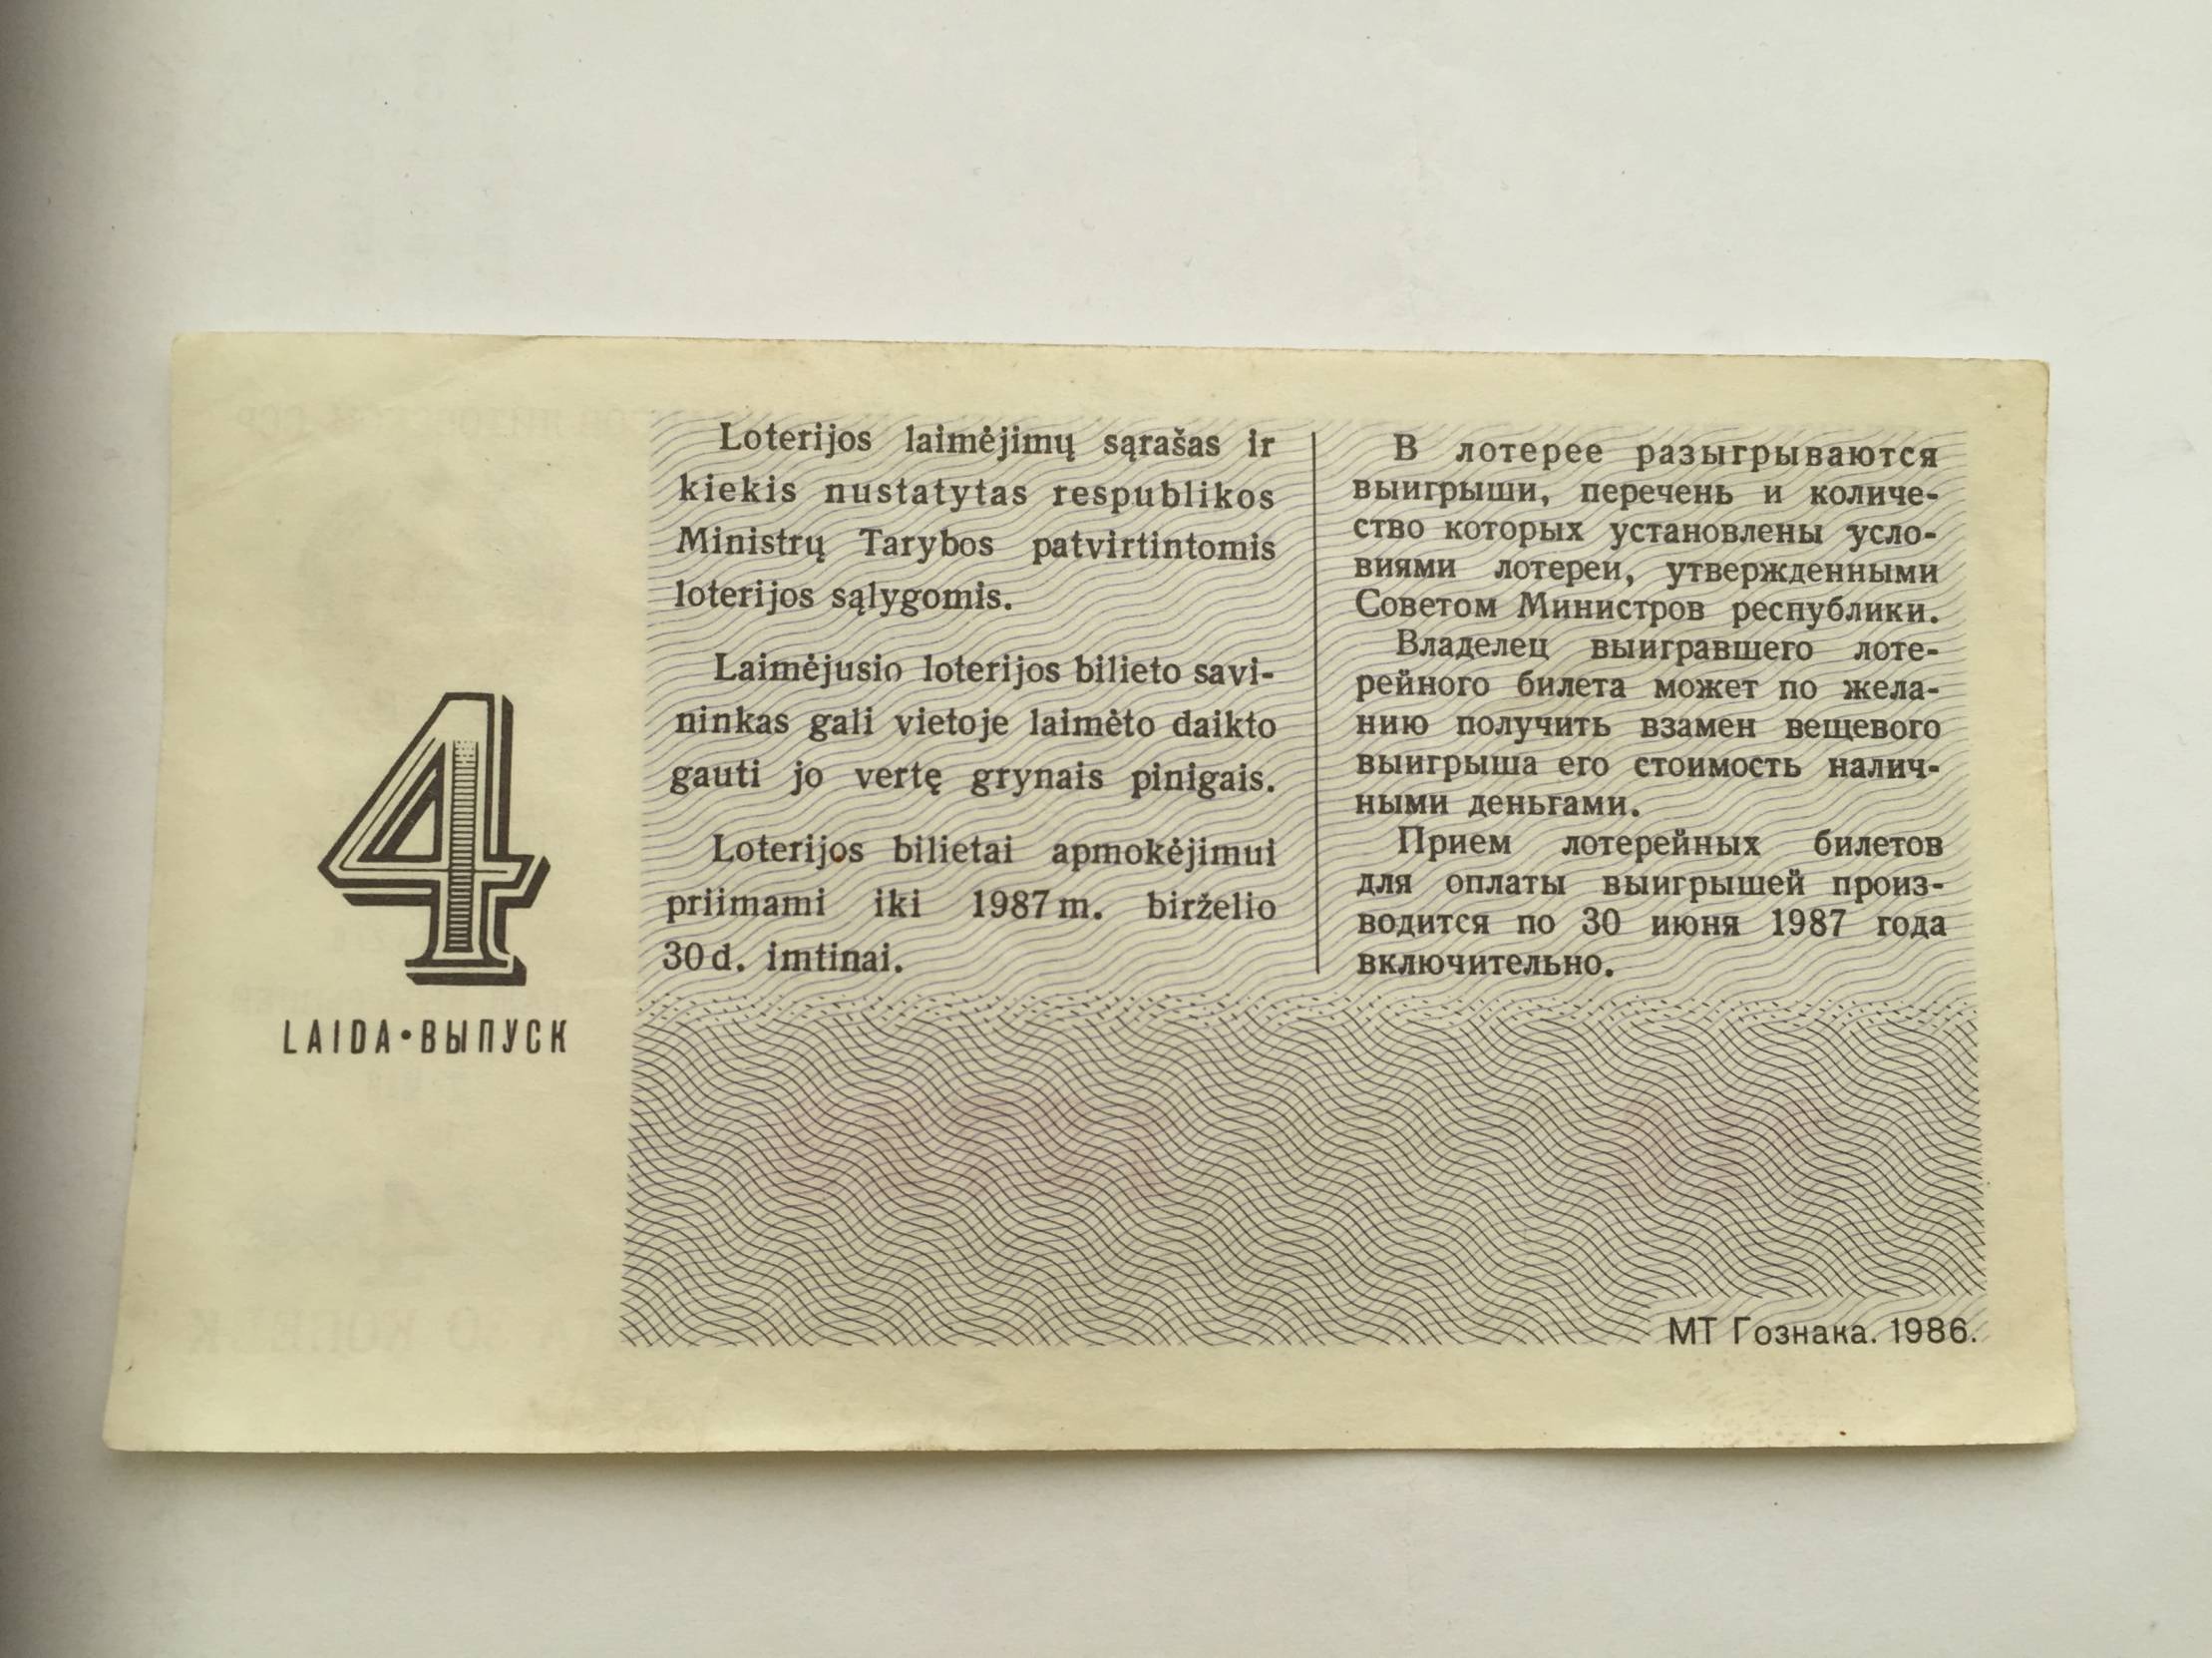 4
LAIDA•ВЫПУСК
Loterijos laimėjimų sąrašas ir
kiekis nustatytas respublikos
Ministrų Tarybos patvirtintomis
loterijos sąlygomis.
Laimėjusio loterijos bilieto savi-
ninkas gali vietoje laimėto daikto
gauti jo vertę grynais pinigais.
Loterijos bilietai apmokėjimui
priimami iki 1987 m. birželio
30 d. imtinai.
В лотерее разыгрываются
выигрыши, перечень и количе-
ство которых установлены усло-
виями лотереи, утвержденными
Советом Министров республики.
Владелец выигравшего лоте-
рейного билета может по жела-
нию получить взамен вещевого
выигрыша его стоимость налич-
ными деньгами.
Прием лотерейных билетов
для оплаты выигрышей произ-
водится по 30 июня 1987 года
включительно.
МТ Гознака. 1986.